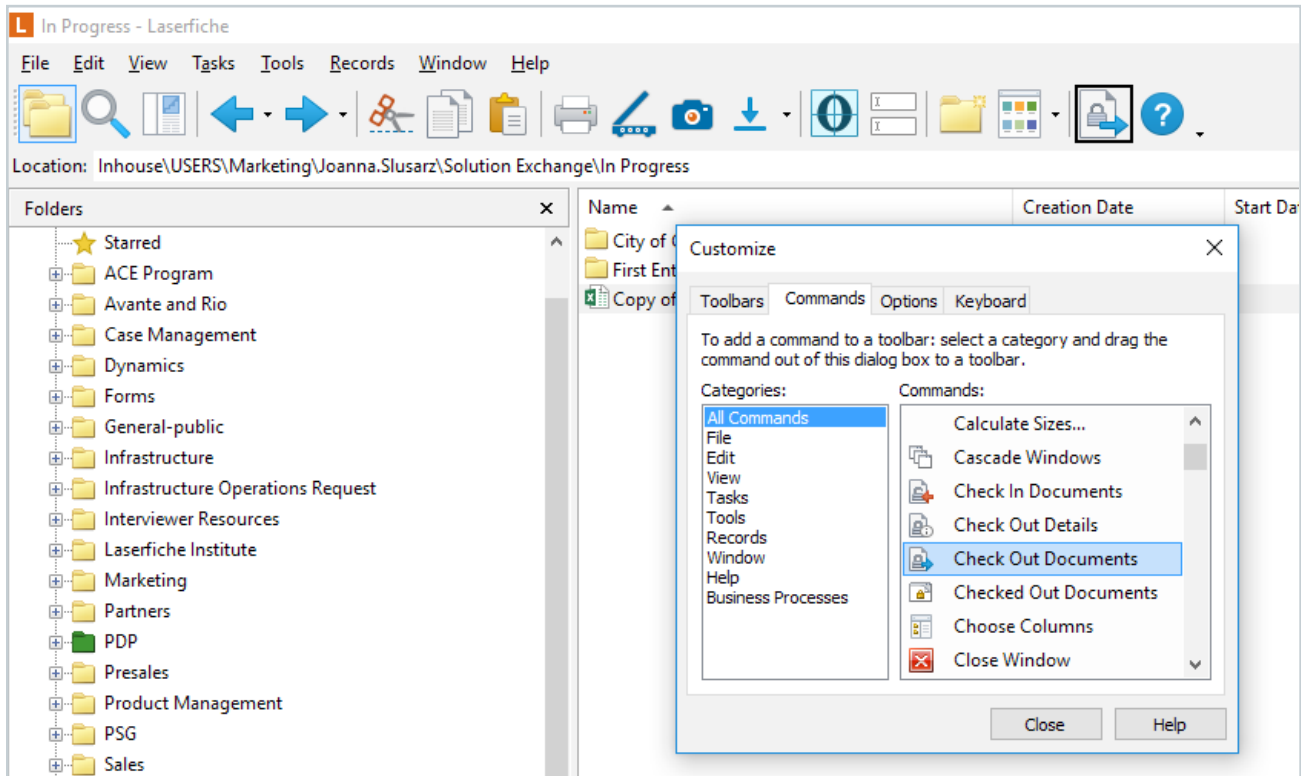 L In Progress - Laserfiche
File Edit View Tasks Tools Records Window Help
Location: Inhouse\USERS\Marketing\Joanna.Slusarz\Solution Exchange\In Progress
Folders
Starred
ACE Program
Avante and Rio
Case Management
Dynamics
Forms
General-public
Infrastructure
Infrastructure Operations Request
Interviewer Resources
Laserfiche Institute
Marketing
Partners
PDP
Presales
Product Management
PSG
Sales
Name Creation Date Start Da
City of
First Ent
Copy of
Customize
Toolbars Commands Options Keyboard
To add a command to a toolbar: select a category and drag the
command out of this dialog box to a toolbar.
Categories:
All Commands
File
Edit
View
Tasks
Tools
Records
Window
Help
Business Processes
Commands:
Calculate Sizes...
Cascade Windows
Check In Documents
Check Out Details
Check Out Documents
Checked Out Documents
Choose Columns
Close Window
Close Help